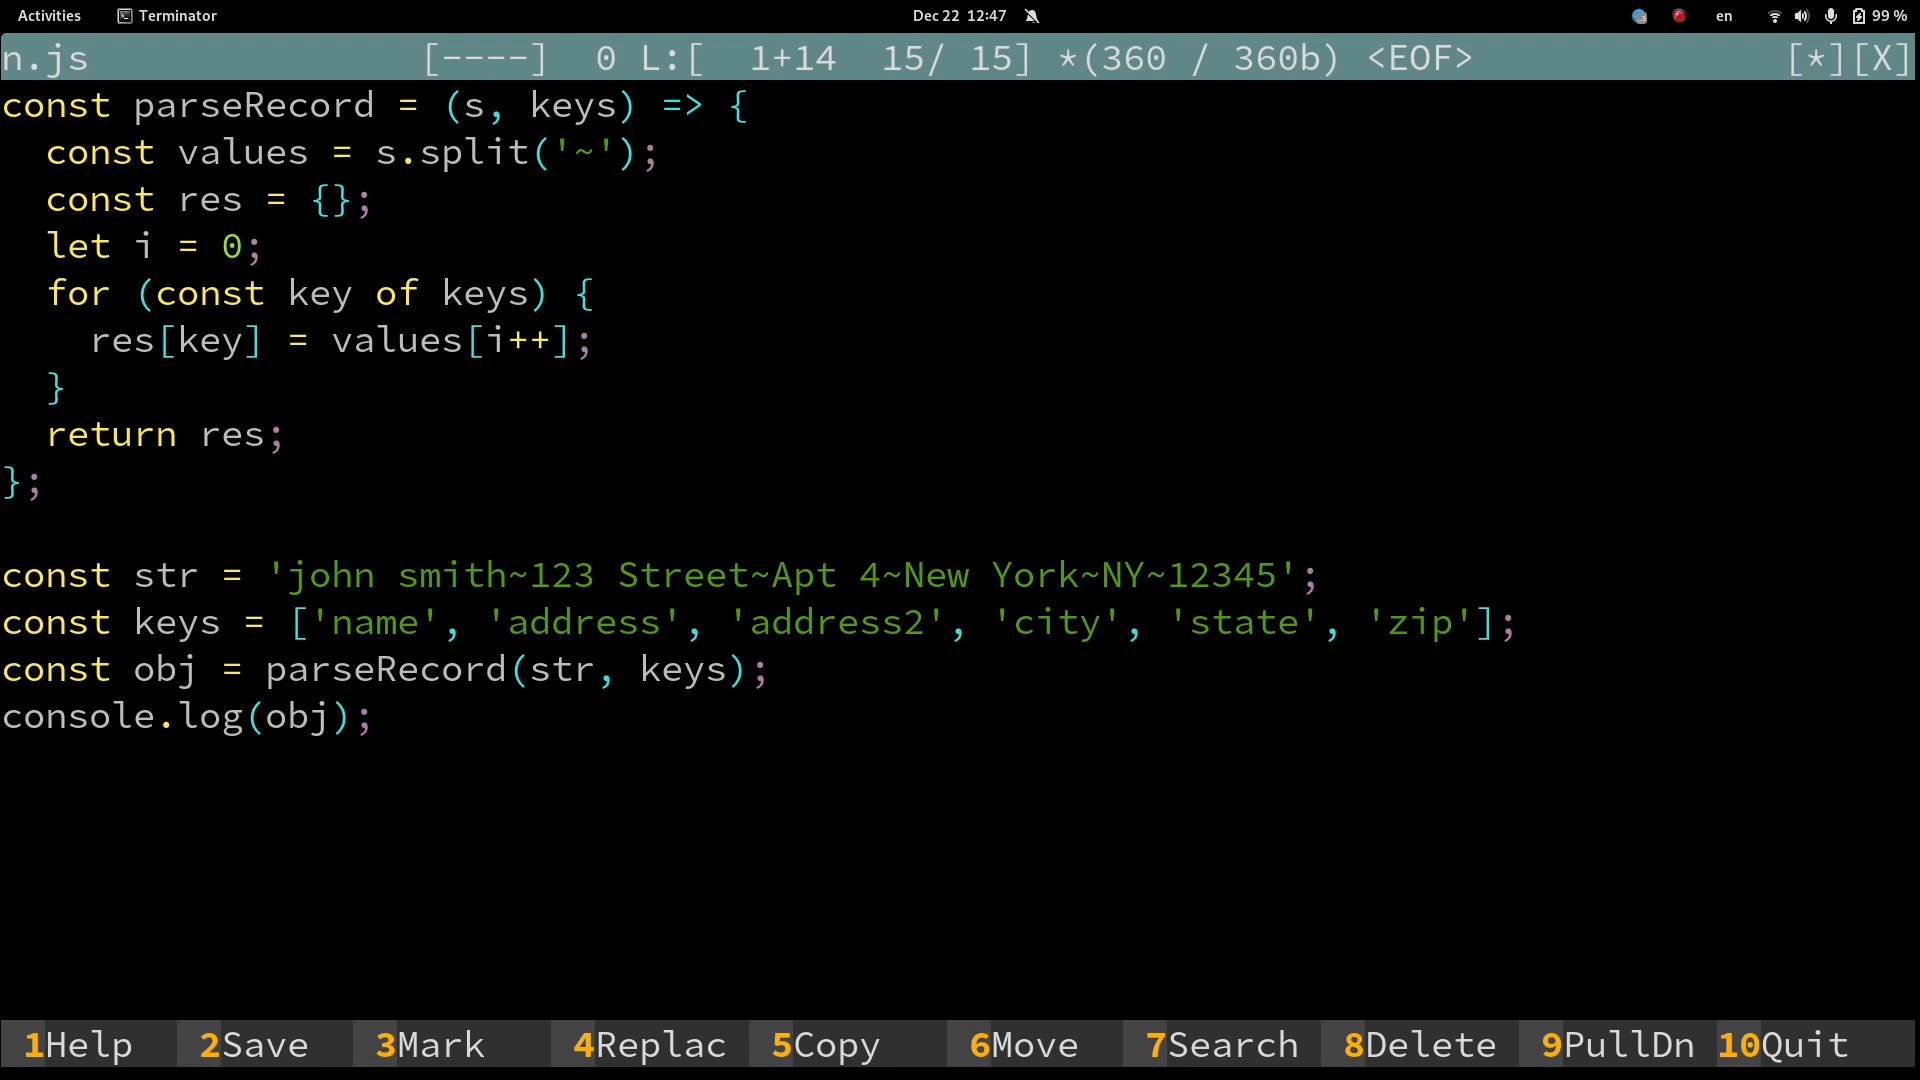 Activities Terminator Dec 22 12:47 en 99 %
n.js [----] 0 L:[ 1+14 15/ 15] *(360 / 360b) <EOF> [*][X]
const parseRecord = (s, keys) => {
  const values = s.split('~');
  const res = {};
  let i = 0;
  for (const key of keys) {
    res[key] = values[i++];
  }
  return res;
};

const str = 'john smith~123 Street~Apt 4~New York~NY~12345';
const keys = ['name', 'address', 'address2', 'city', 'state', 'zip'];
const obj = parseRecord(str, keys);
console.log(obj);
1Help 2Save 3Mark 4Replac 5Copy 6Move 7Search 8Delete 9PullDn 10Quit